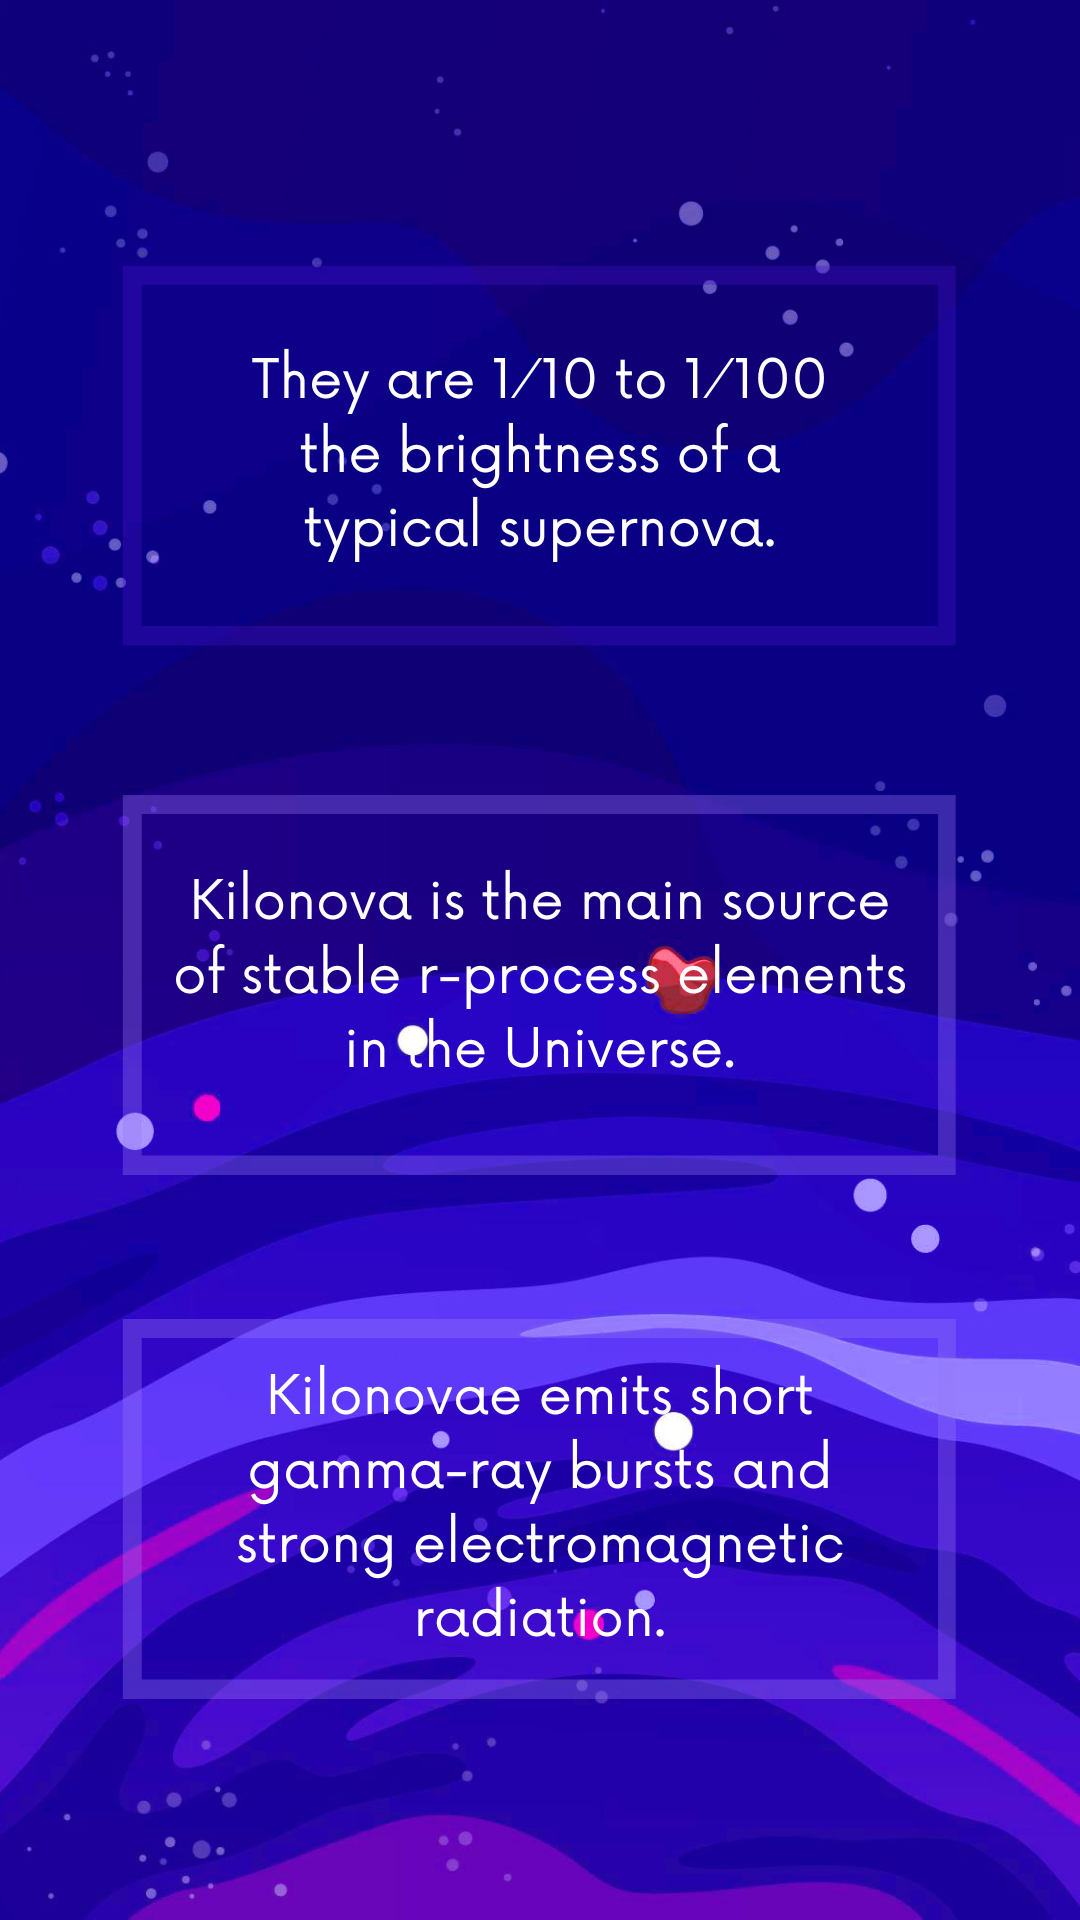 They are 1/10 to 1/100
the brightness of a
typical supernova.
Kilonova is the main source
of stable r-process elements
in the Universe.
Kilonovae emits short
gamma-ray bursts and
strong electromagnetic
radiation.